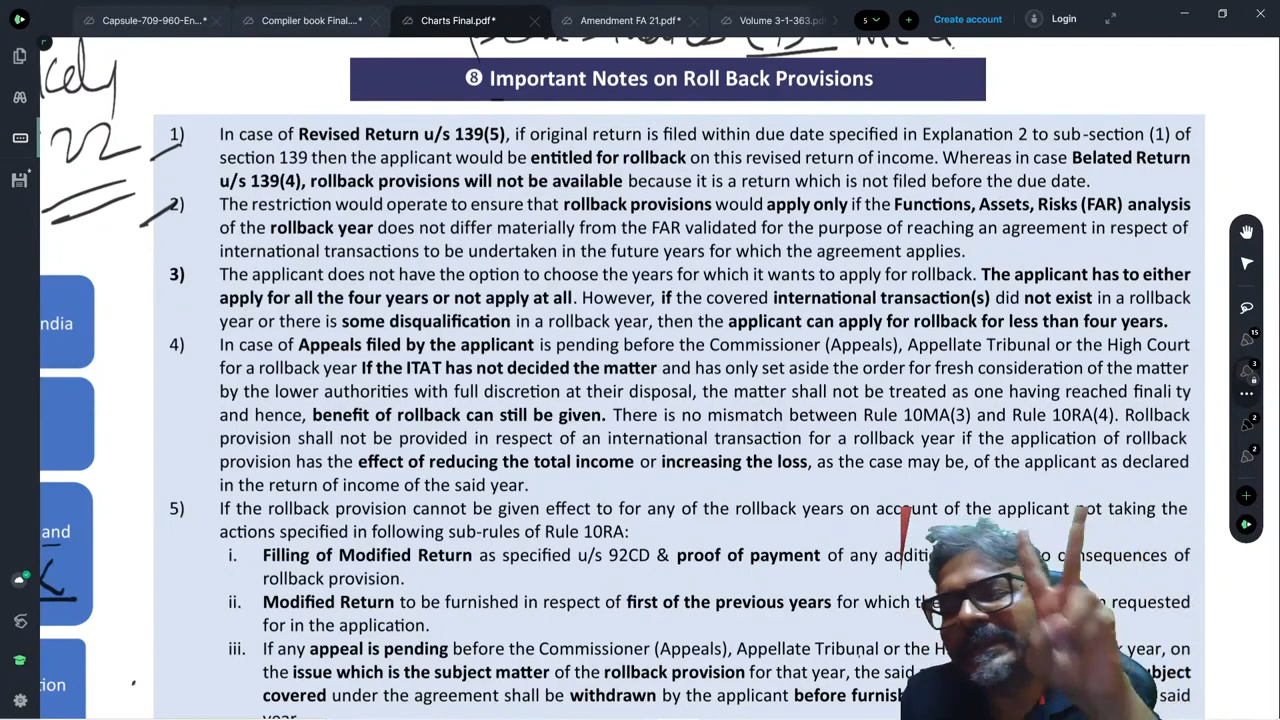 Capsule-709-960-En...*
Compiler book Final....*
Charts Final.pdf*
Amendment FA 21.pdf*
Volume 3-1-363.pdf
5
Create account
Login
22
❽ Important Notes on Roll Back Provisions
1) In case of Revised Return u/s 139(5), if original return is filed within due date specified in Explanation 2 to sub-section (1) of
section 139 then the applicant would be entitled for rollback on this revised return of income. Whereas in case Belated Return
u/s 139(4), rollback provisions will not be available because it is a return which is not filed before the due date.
2) The restriction would operate to ensure that rollback provisions would apply only if the Functions, Assets, Risks (FAR) analysis
of the rollback year does not differ materially from the FAR validated for the purpose of reaching an agreement in respect of
international transactions to be undertaken in the future years for which the agreement applies.
3) The applicant does not have the option to choose the years for which it wants to apply for rollback. The applicant has to either
apply for all the four years or not apply at all. However, if the covered international transaction(s) did not exist in a rollback
year or there is some disqualification in a rollback year, then the applicant can apply for rollback for less than four years.
4) In case of Appeals filed by the applicant is pending before the Commissioner (Appeals), Appellate Tribunal or the High Court
for a rollback year If the ITAT has not decided the matter and has only set aside the order for fresh consideration of the matter
by the lower authorities with full discretion at their disposal, the matter shall not be treated as one having reached finali ty
and hence, benefit of rollback can still be given. There is no mismatch between Rule 10MA(3) and Rule 10RA(4). Rollback
provision shall not be provided in respect of an international transaction for a rollback year if the application of rollback
provision has the effect of reducing the total income or increasing the loss, as the case may be, of the applicant as declared
in the return of income of the said year.
5) If the rollback provision cannot be given effect to for any of the rollback years on account of the applicant not taking the
actions specified in following sub-rules of Rule 10RA:
i. Filling of Modified Return as specified u/s 92CD & proof of payment of any consequences of
rollback provision.
ii. Modified Return to be furnished in respect of first of the previous years for which requested
for in the application.
iii. If any appeal is pending before the Commissioner (Appeals), Appellate Tribunal or the year, on
the issue which is the subject matter of the rollback provision for that year, the said subject
covered under the agreement shall be withdrawn by the applicant before said
year.
ndia
and
tion
15
3
2
2